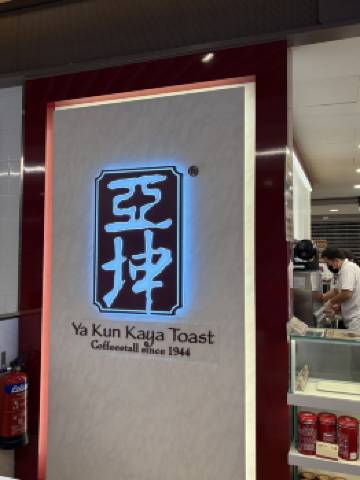 亞坤®
Ya Kun Kaya Toast
Coffeestall since 1944